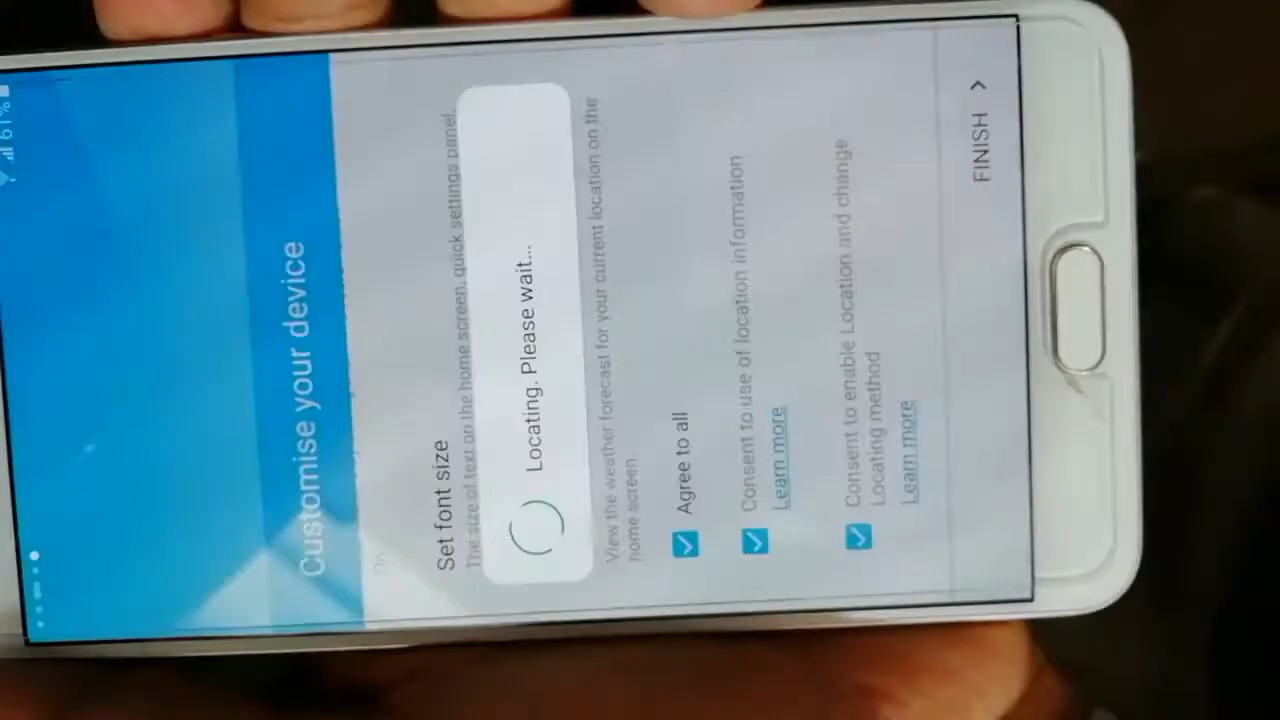 61%
Customise your device
On
Set font size
The size of text on the home screen, quick settings panel,
Locating. Please wait...
View the weather forecast for your current location on the
home screen.
Agree to all
Consent to use of location information
Learn more
Consent to enable Location and change
Locating method
Learn more
FINISH >